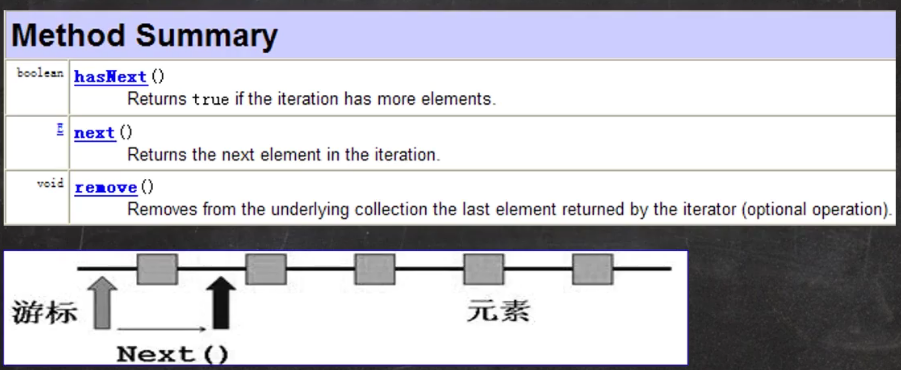 Method Summary
boolean hasNext()
Returns true if the iteration has more elements.
E next()
Returns the next element in the iteration.
void remove()
Removes from the underlying collection the last element returned by the iterator (optional operation).
游标 元素
Next()